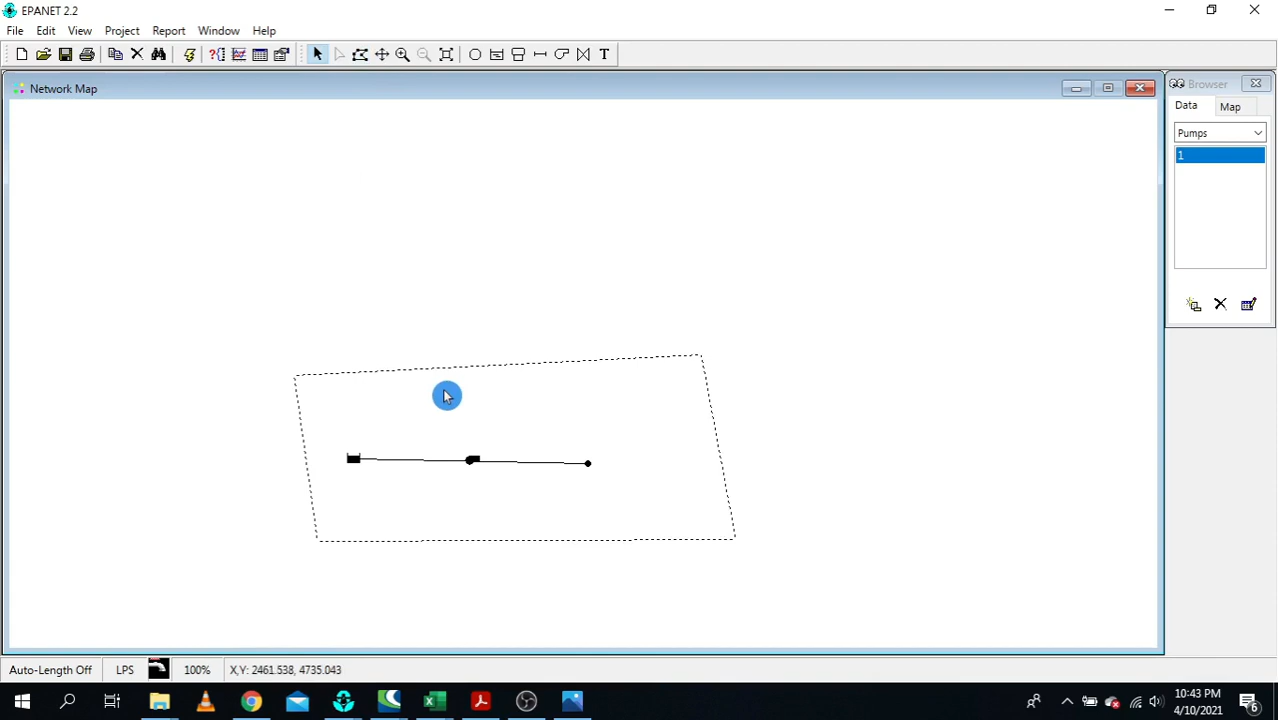 EPANET 2.2
File Edit View Project Report Window Help
T
Network Map
Browser
Data Map
Pumps
1
Auto-Length Off LPS 100% X,Y: 2461.538, 4735.043
10:43 PM
4/10/2021
6